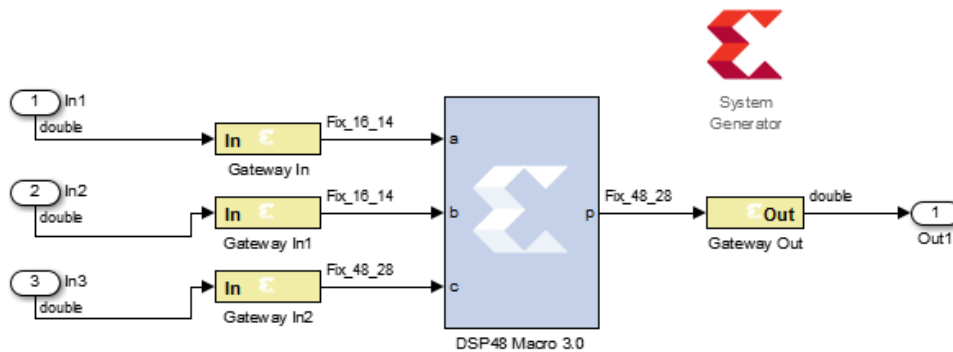 System
Generator
1
In1
double
In
Fix_16_14
Gateway In
a
2
In2
double
In
Fix_16_14
Gateway In1
b
p
Fix_48_28
Out
double
Gateway Out
1
Out1
3
In3
double
In
Fix_48_28
Gateway In2
c
DSP48 Macro 3.0